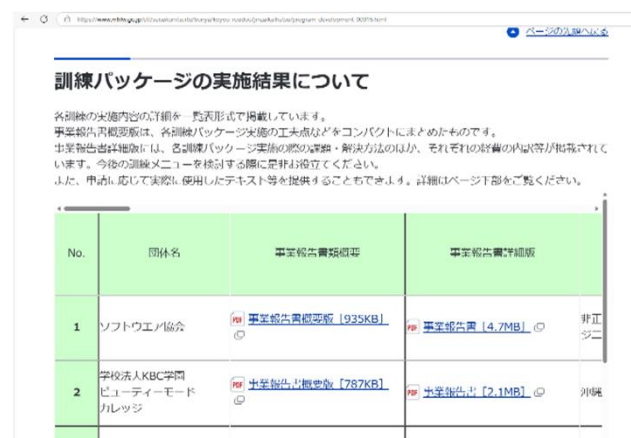 ページの先頭へ戻る
訓練パッケージの実施結果について
各訓練の実施内容の詳細を一覧表形式で掲載しています。
事業報告書概要版は、各訓練パッケージ実施の工夫点などをコンパクトにまとめたものです。
事業報告書詳細版には、各訓練パッケージ実施の際の課題・解決方法のほか、それぞれの経費の内訳等が掲載されて
います。今後の訓練メニューを検討する際に是非お役立てください。
また、申請に応じて実際に使用したテキスト等を提供することもできます。詳細はページ下部をご覧ください。
No. 団体名 事業報告書類概要 事業報告書詳細版
1 ソフトウエア協会 PDF 事業報告書概要版 [935KB] PDF 事業報告書 [4.7MB] 非正
ジニ
2 学校法人KBC学園
ビューティーモード
カレッジ PDF 事業報告書概要版 [787KB] PDF 事業報告書 [2.1MB] 沖縄